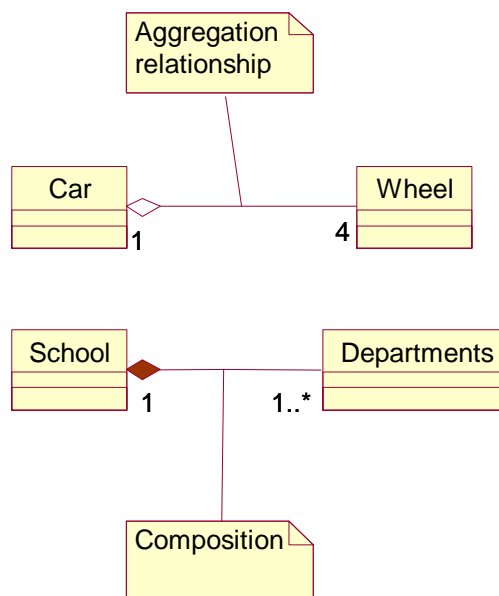 Aggregation
relationship
Car
Wheel
1
4
School
Departments
1
1..*
Composition